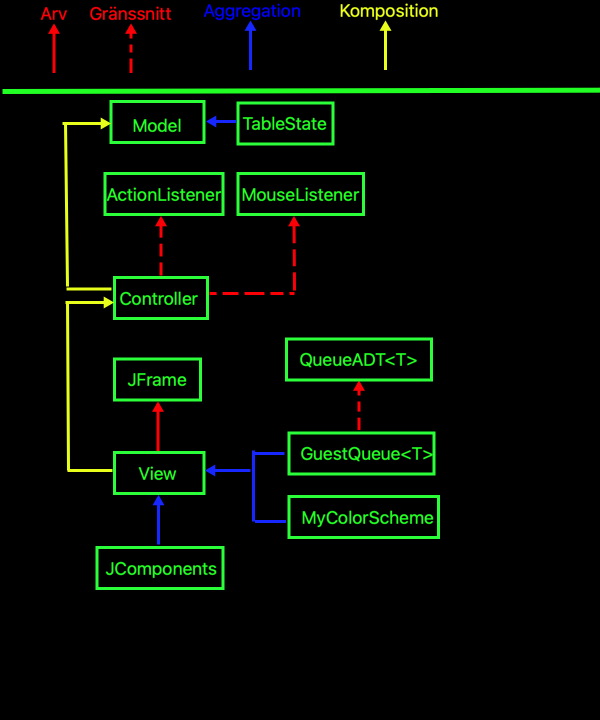 Arv Gränssnitt Aggregation Komposition
Model TableState
ActionListener MouseListener
Controller
QueueADT<T>
JFrame
GuestQueue<T>
View
MyColorScheme
JComponents